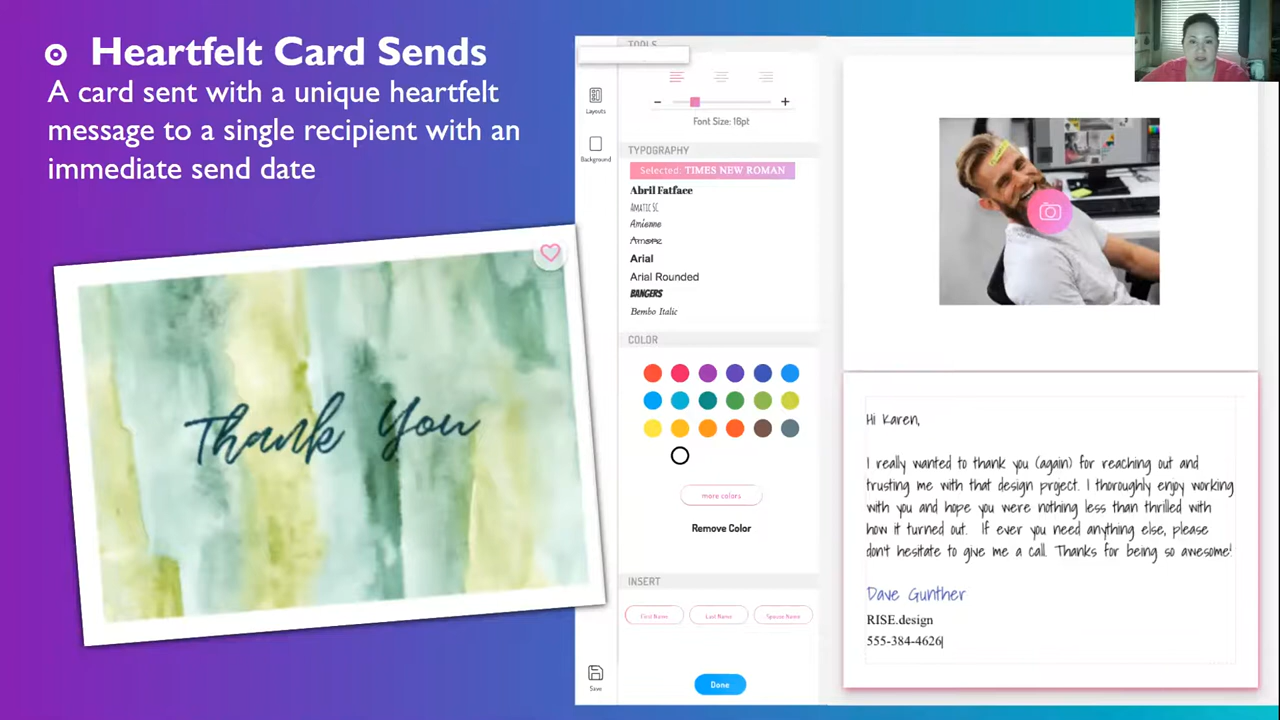 Heartfelt Card Sends
A card sent with a unique heartfelt
message to a single recipient with an
immediate send date
Thank You
TOOLS
Layouts
Background
Font Size: 16pt
TYPOGRAPHY
Selected: TIMES NEW ROMAN
Abril Fatface
AMATIC SC
Amienne
Amorie
Arial
Arial Rounded
BANGERS
Bembo Italic
COLOR
more colors
Remove Color
INSERT
First Name
Last Name
Spouse Name
Save
Done
Hi Karen,
I really wanted to thank you (again) for reaching out and
trusting me with that design project. I thoroughly enjoy working
with you and hope you were nothing less than thrilled with
how it turned out. If ever you need anything else, please
don't hesitate to give me a call. Thanks for being so awesome!
Dave Gunther
RISE.design
555-384-4626